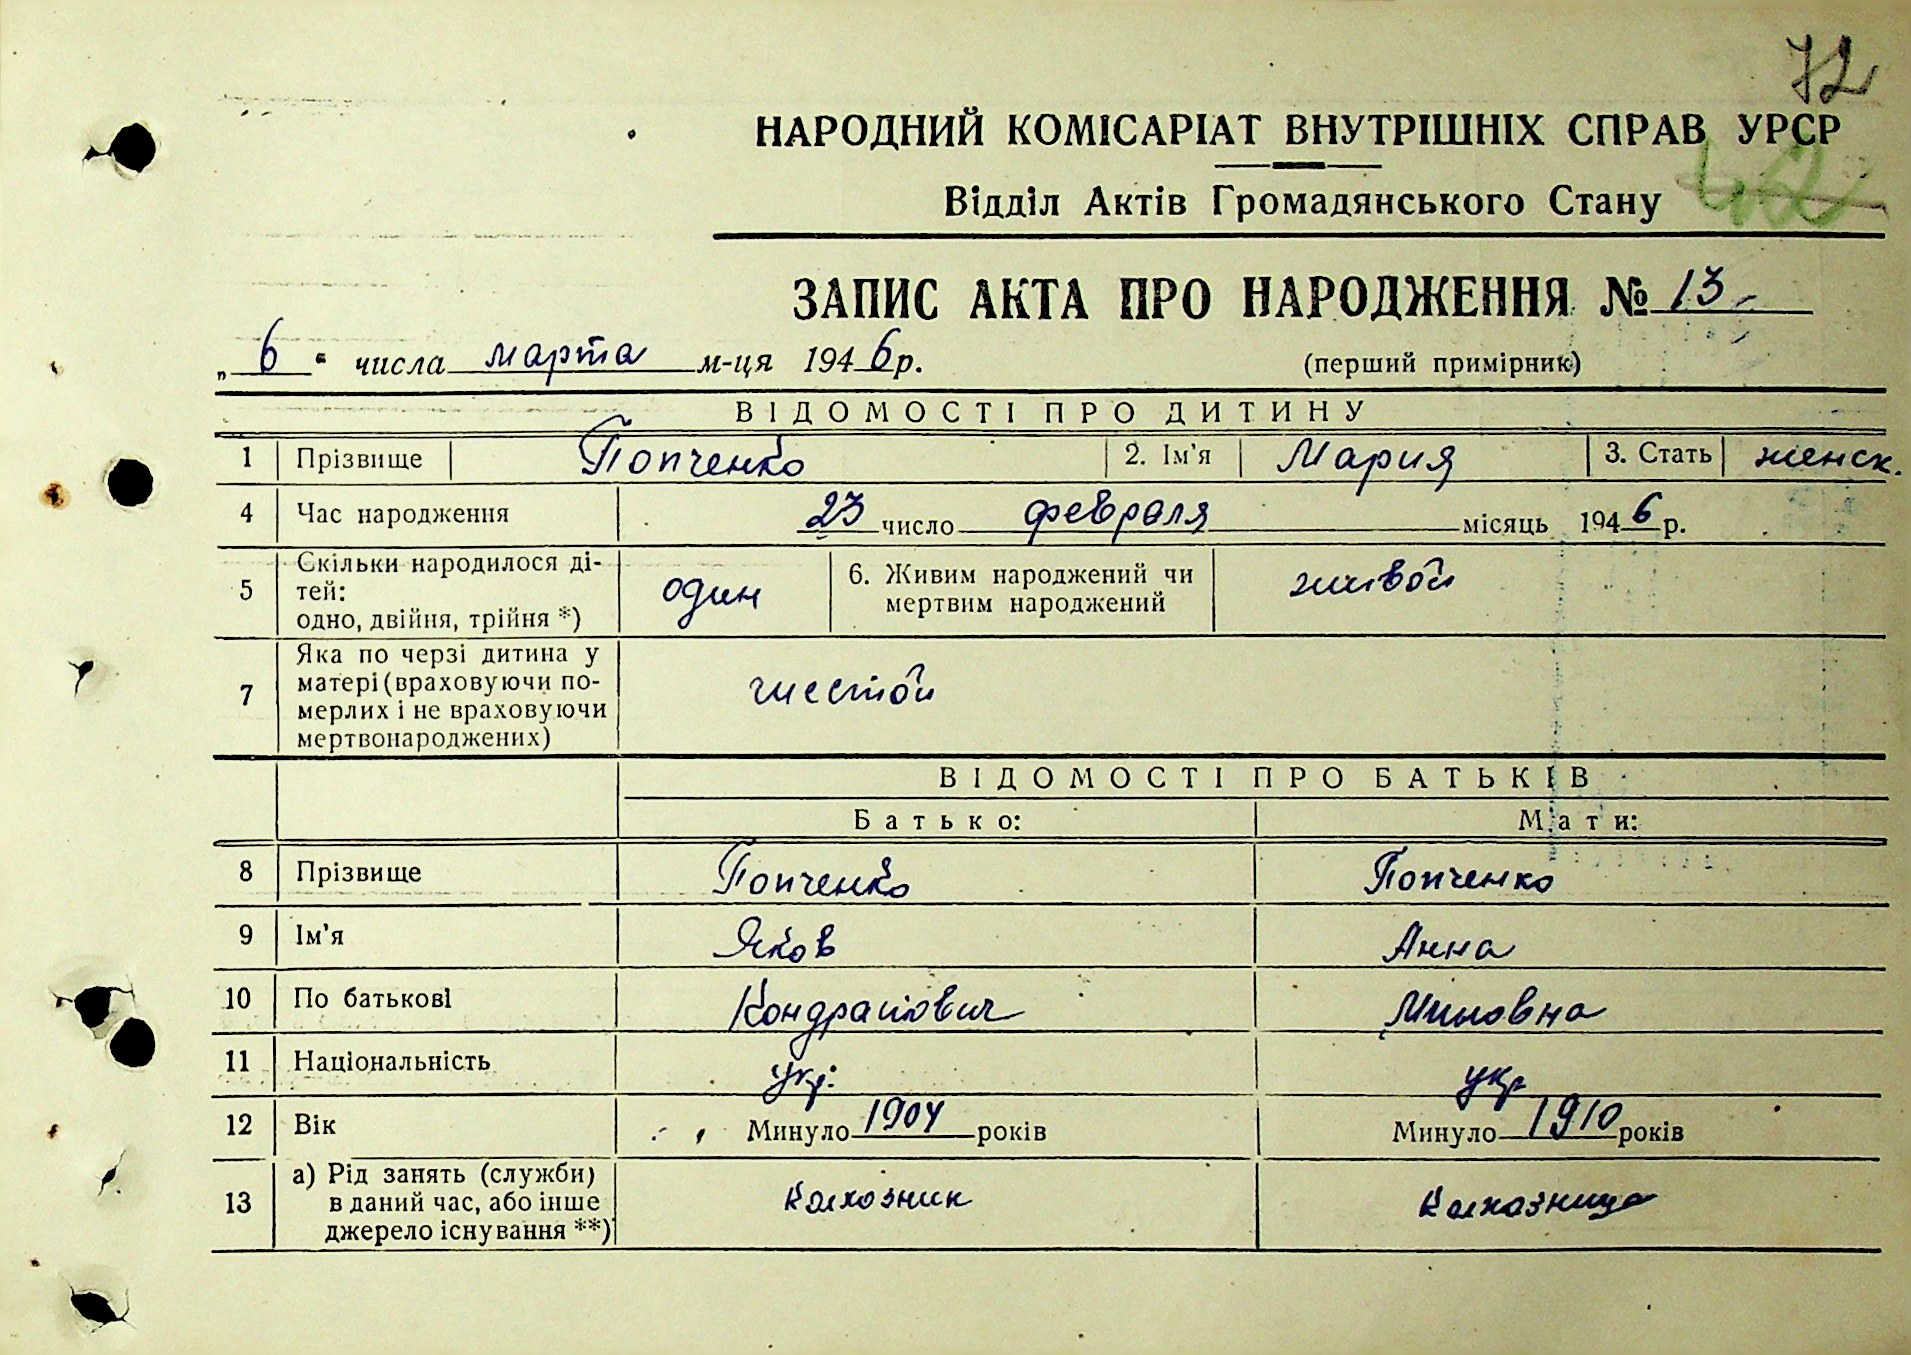 72
НАРОДНИЙ КОМІСАРІАТ ВНУТРІШНІХ СПРАВ УРСР
42
Відділ Актів Громадянського Стану
ЗАПИС АКТА ПРО НАРОДЖЕННЯ № 13
„ 6 “ числа марта м-ця 1946 р. (перший примірник)
ВІДОМОСТІ ПРО ДИТИНУ
1 Прізвище Попченко 2. Ім'я Мария 3. Стать женск.
4 Час народження 23 число февраля місяць 1946 р.
5 Скільки народилося ді-
тей:
одно, двійня, трійня *) один 6. Живим народжений чи
мертвим народжений живой
7 Яка по черзі дитина у
матері (враховуючи по-
мерлих і не враховуючи
мертвонароджених) шестой
ВІДОМОСТІ ПРО БАТЬКІВ
Батько: Мати:
8 Прізвище Попченко Попченко
9 Ім'я Яков Анна
10 По батькові Кондратович Миновна
11 Національність укр. укр
12 Вік Минуло 1904 років Минуло 1910 років
13 а) Рід занять (служби)
в даний час, або інше
джерело існування **) колхозник колхозница